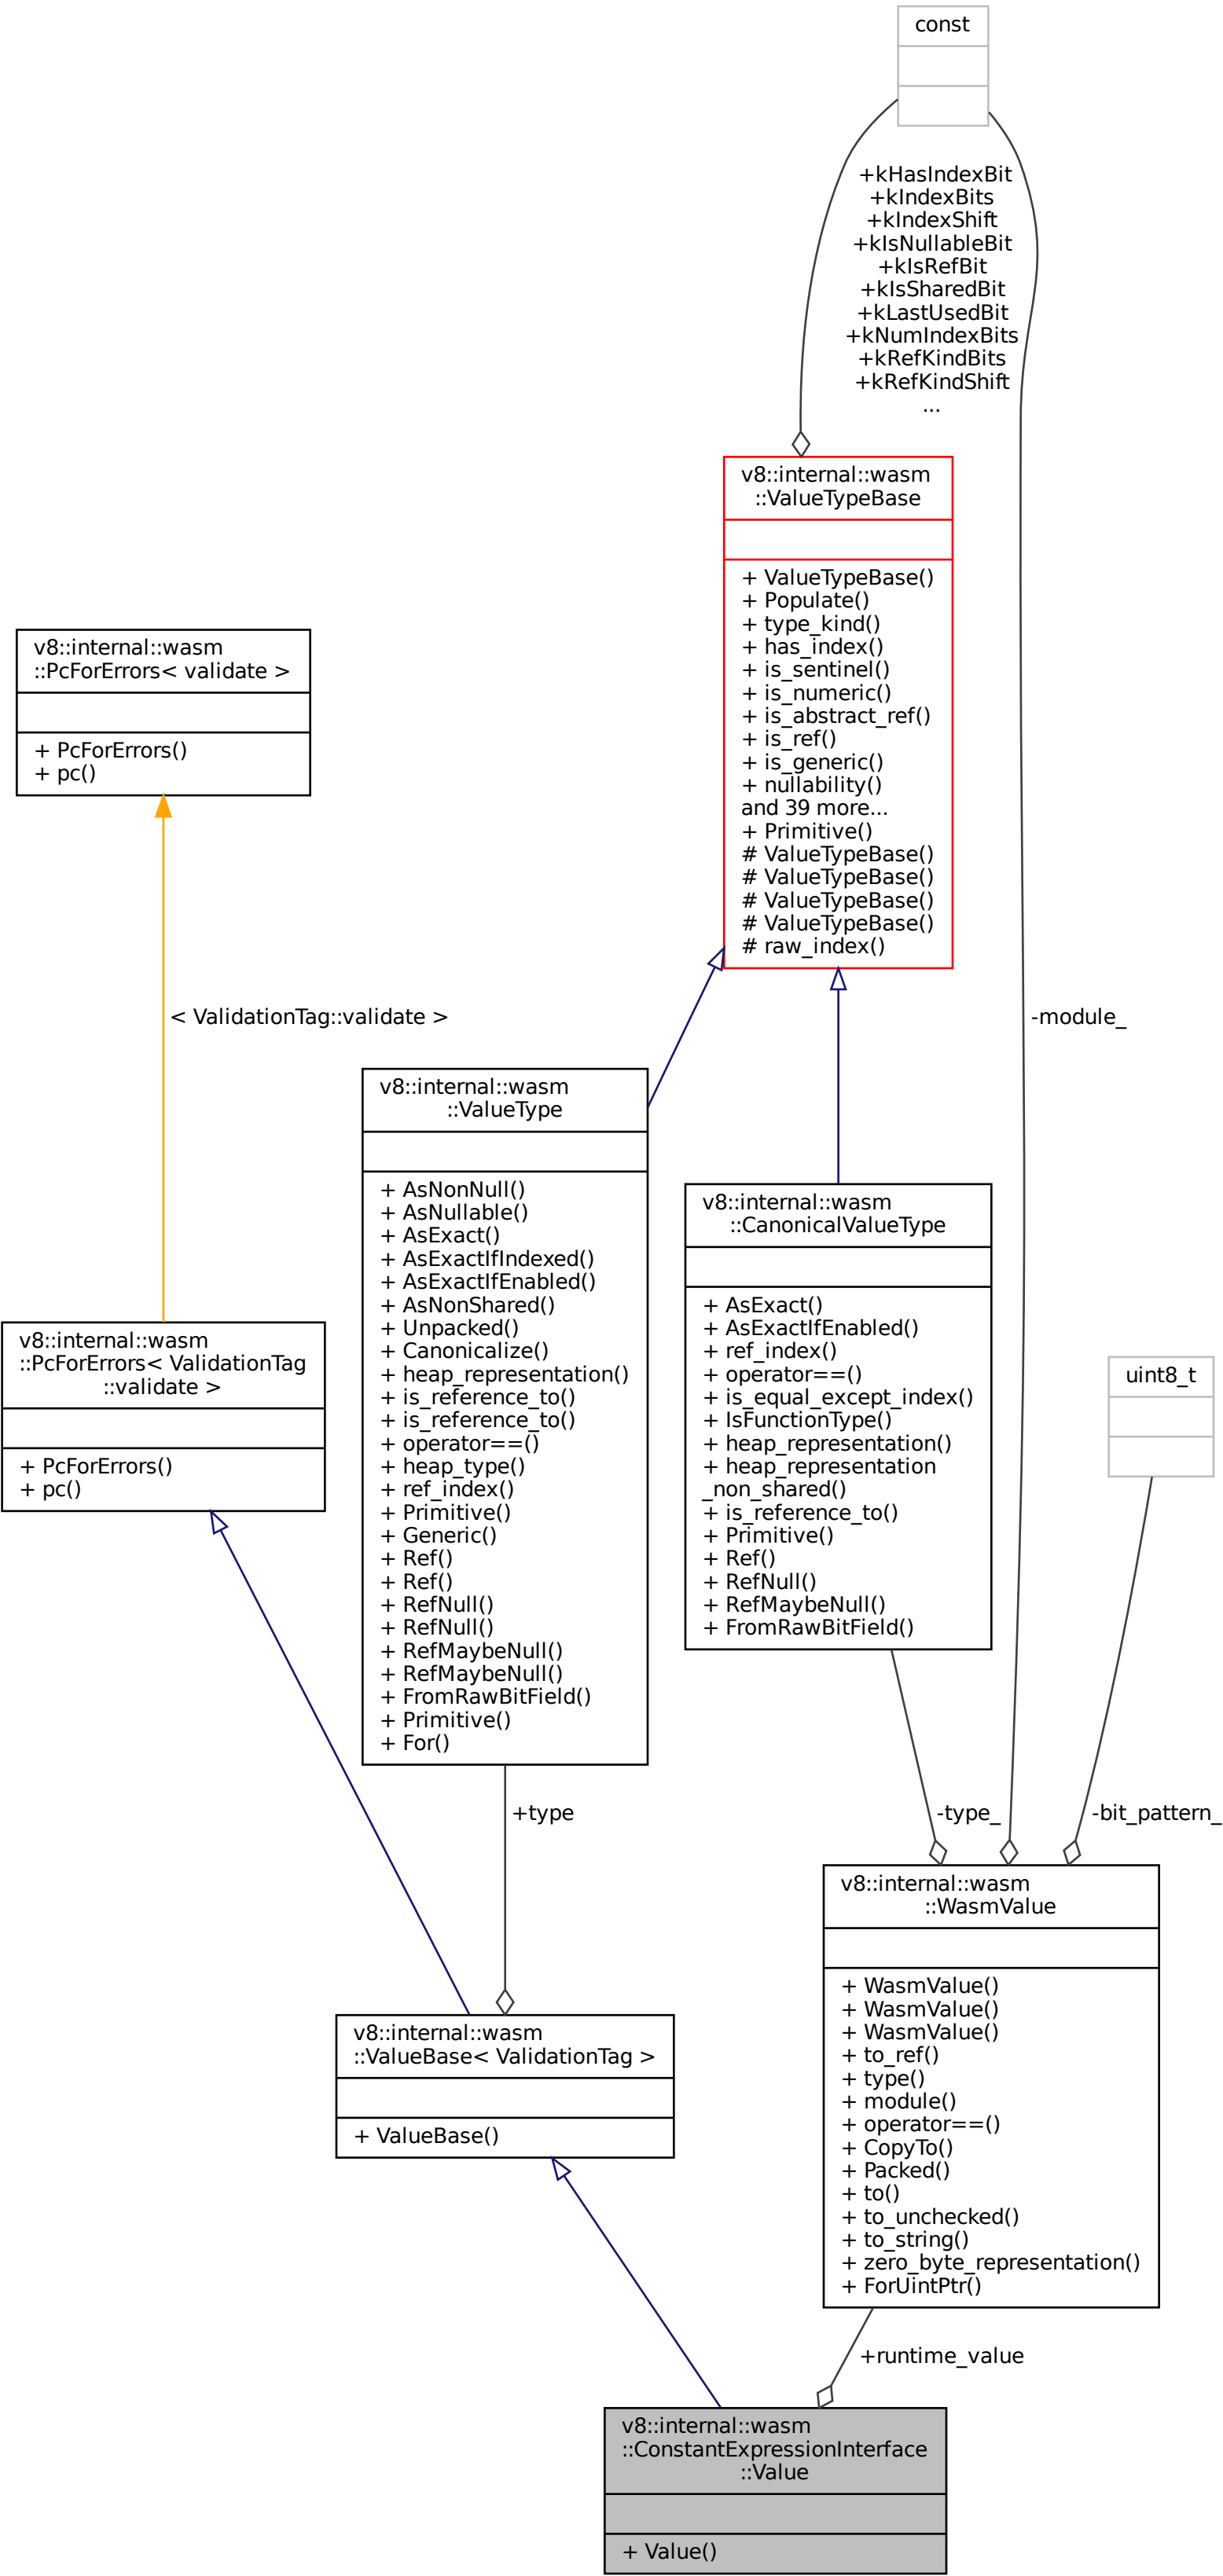 const
+kHasIndexBit
+kIndexBits
+kIndexShift
+kIsNullableBit
+kIsRefBit
+kIsSharedBit
+kLastUsedBit
+kNumIndexBits
+kRefKindBits
+kRefKindShift
...
v8::internal::wasm
::ValueTypeBase
+ ValueTypeBase()
+ Populate()
+ type_kind()
+ has_index()
+ is_sentinel()
+ is_numeric()
+ is_abstract_ref()
+ is_ref()
+ is_generic()
+ nullability()
and 39 more...
+ Primitive()
# ValueTypeBase()
# ValueTypeBase()
# ValueTypeBase()
# ValueTypeBase()
# raw_index()
v8::internal::wasm
::PcForErrors< validate >
+ PcForErrors()
+ pc()
< ValidationTag::validate >
-module_
v8::internal::wasm
::ValueType
+ AsNonNull()
+ AsNullable()
+ AsExact()
+ AsExactIfIndexed()
+ AsExactIfEnabled()
+ AsNonShared()
+ Unpacked()
+ Canonicalize()
+ heap_representation()
+ is_reference_to()
+ is_reference_to()
+ operator==()
+ heap_type()
+ ref_index()
+ Primitive()
+ Generic()
+ Ref()
+ Ref()
+ RefNull()
+ RefNull()
+ RefMaybeNull()
+ RefMaybeNull()
+ FromRawBitField()
+ Primitive()
+ For()
v8::internal::wasm
::CanonicalValueType
+ AsExact()
+ AsExactIfEnabled()
+ ref_index()
+ operator==()
+ is_equal_except_index()
+ IsFunctionType()
+ heap_representation()
+ heap_representation
_non_shared()
+ is_reference_to()
+ Primitive()
+ Ref()
+ RefNull()
+ RefMaybeNull()
+ FromRawBitField()
v8::internal::wasm
::PcForErrors< ValidationTag
::validate >
+ PcForErrors()
+ pc()
uint8_t
+type
-type_
-bit_pattern_
v8::internal::wasm
::WasmValue
+ WasmValue()
+ WasmValue()
+ WasmValue()
+ to_ref()
+ type()
+ module()
+ operator==()
+ CopyTo()
+ Packed()
+ to()
+ to_unchecked()
+ to_string()
+ zero_byte_representation()
+ ForUintPtr()
v8::internal::wasm
::ValueBase< ValidationTag >
+ ValueBase()
+runtime_value
v8::internal::wasm
::ConstantExpressionInterface
::Value
+ Value()